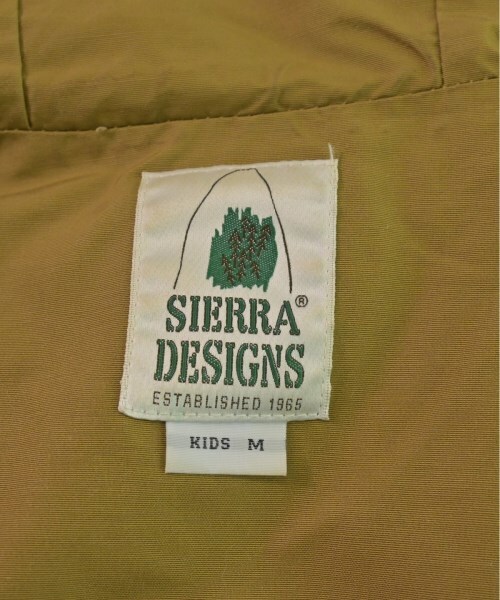 SIERRA®
DESIGNS
ESTABLISHED 1965
KIDS M